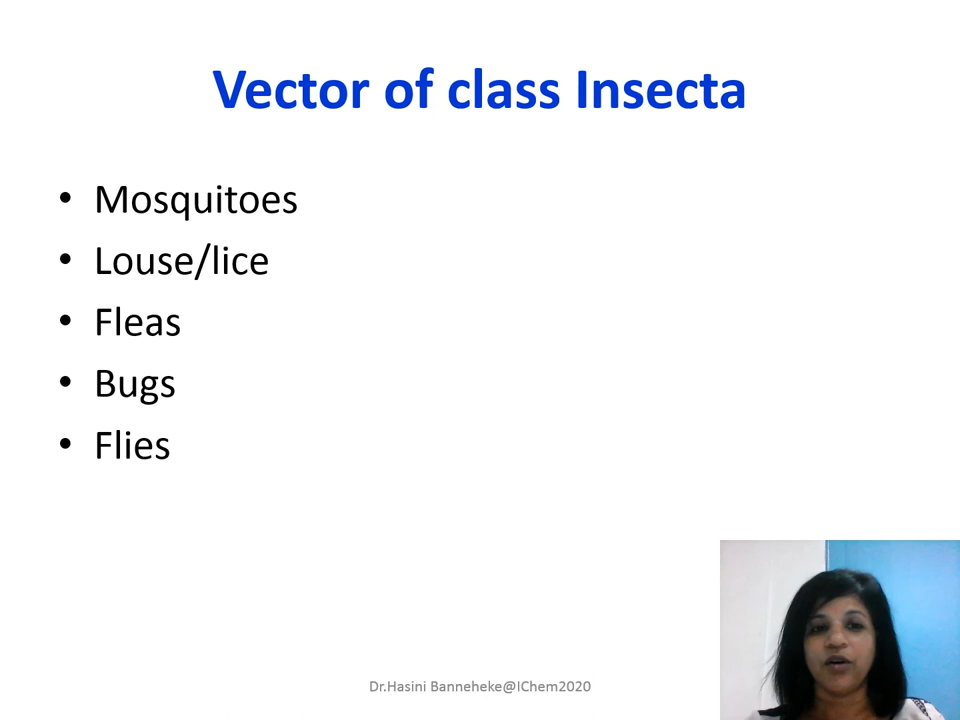 Vector of class Insecta
• Mosquitoes
• Louse/lice
• Fleas
• Bugs
• Flies
Dr.Hasini Banneheke@IChem2020